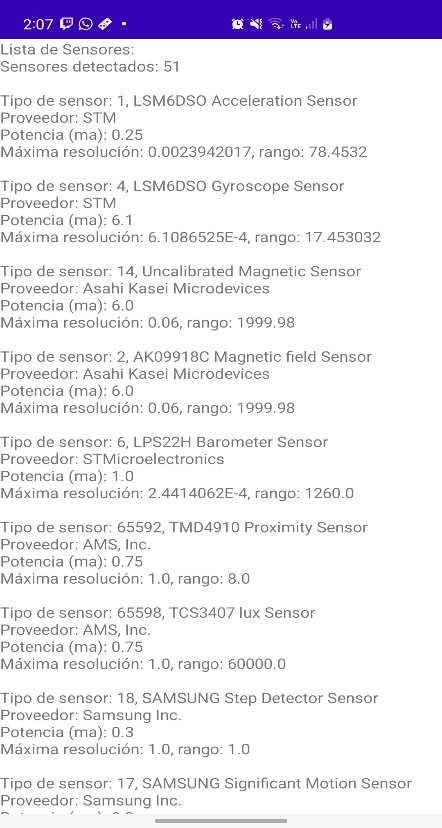 2:07
Vo
LTE
Lista de Sensores:
Sensores detectados: 51
Tipo de sensor: 1, LSM6DSO Acceleration Sensor
Proveedor: STM
Potencia (ma): 0.25
Máxima resolución: 0.0023942017, rango: 78.4532
Tipo de sensor: 4, LSM6DSO Gyroscope Sensor
Proveedor: STM
Potencia (ma): 6.1
Máxima resolución: 6.1086525E-4, rango: 17.453032
Tipo de sensor: 14, Uncalibrated Magnetic Sensor
Proveedor: Asahi Kasei Microdevices
Potencia (ma): 6.0
Máxima resolución: 0.06, rango: 1999.98
Tipo de sensor: 2, AK09918C Magnetic field Sensor
Proveedor: Asahi Kasei Microdevices
Potencia (ma): 6.0
Máxima resolución: 0.06, rango: 1999.98
Tipo de sensor: 6, LPS22H Barometer Sensor
Proveedor: STMicroelectronics
Potencia (ma): 1.0
Máxima resolución: 2.4414062E-4, rango: 1260.0
Tipo de sensor: 65592, TMD4910 Proximity Sensor
Proveedor: AMS, Inc.
Potencia (ma): 0.75
Máxima resolución: 1.0, rango: 8.0
Tipo de sensor: 65598, TCS3407 lux Sensor
Proveedor: AMS, Inc.
Potencia (ma): 0.75
Máxima resolución: 1.0, rango: 60000.0
Tipo de sensor: 18, SAMSUNG Step Detector Sensor
Proveedor: Samsung Inc.
Potencia (ma): 0.3
Máxima resolución: 1.0, rango: 1.0
Tipo de sensor: 17, SAMSUNG Significant Motion Sensor
Proveedor: Samsung Inc.